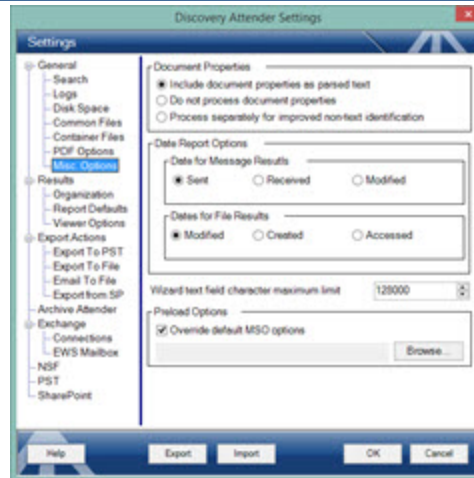 Discovery Attender Settings
Settings
General
Search
Logs
Disk Space
Common Files
Container Files
PDF Options
Misc. Options
Results
Organization
Report Defaults
Viewer Options
Export Actions
Export To PST
Export To File
Email To File
Export from SP
Archive Attender
Exchange
Connections
EWS Mailbox
NSF
PST
SharePoint
Document Properties
Include document properties as parsed text
Do not process document properties
Process separately for improved non-text identification
Date Report Options
Date for Message Results
Sent Received Modified
Dates for File Results
Modified Created Accessed
Wizard text field character maximum limit 128000
Preload Options
Override default MSO options
Browse...
Help Export Import OK Cancel